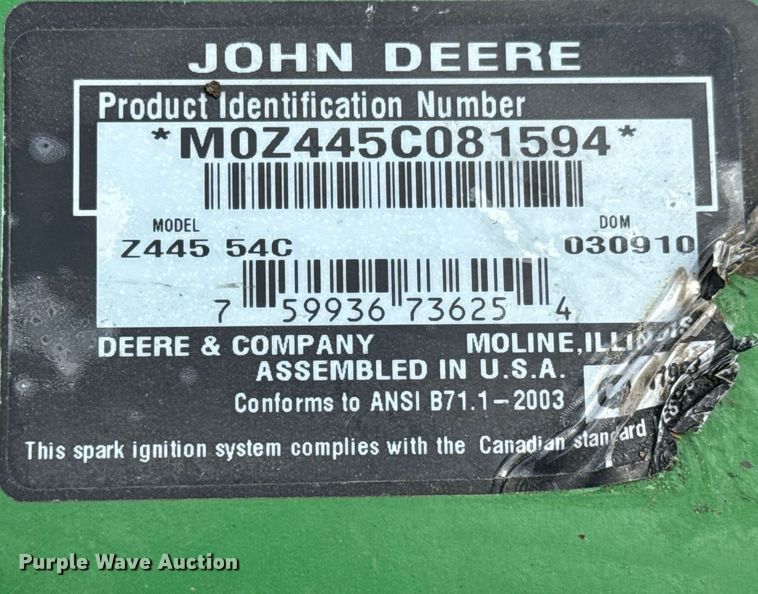 JOHN DEERE
Product Identification Number
*M0Z445C081594*
MODEL
DOM
Z445 54C
030910
7 59936 73625 4
DEERE & COMPANY MOLINE, ILLINOIS
ASSEMBLED IN U.S.A.
Conforms to ANSI B71.1-2003
This spark ignition system complies with the Canadian standard
Purple Wave Auction